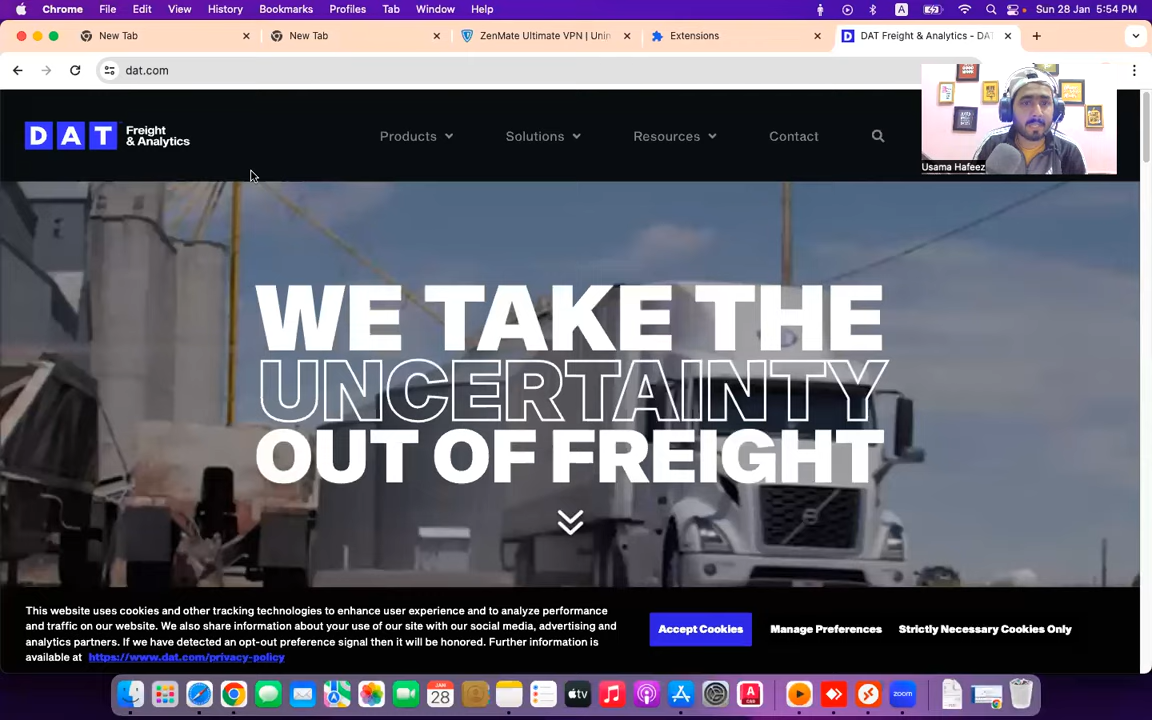 Chrome File Edit View History Bookmarks Profiles Tab Window Help A Sun 28 Jan 5:54 PM
New Tab New Tab ZenMate Ultimate VPN | Unin Extensions DAT Freight & Analytics - DAT
dat.com
DAT Freight & Analytics Products Solutions Resources Contact
Usama Hafeez
WE TAKE THE
UNCERTAINTY
OUT OF FREIGHT
This website uses cookies and other tracking technologies to enhance user experience and to analyze performance
and traffic on our website. We also share information about your use of our site with our social media, advertising and
analytics partners. If we have detected an opt-out preference signal then it will be honored. Further information is
available at https://www.dat.com/privacy-policy
Accept Cookies Manage Preferences Strictly Necessary Cookies Only
JAN
28
tv
zoom